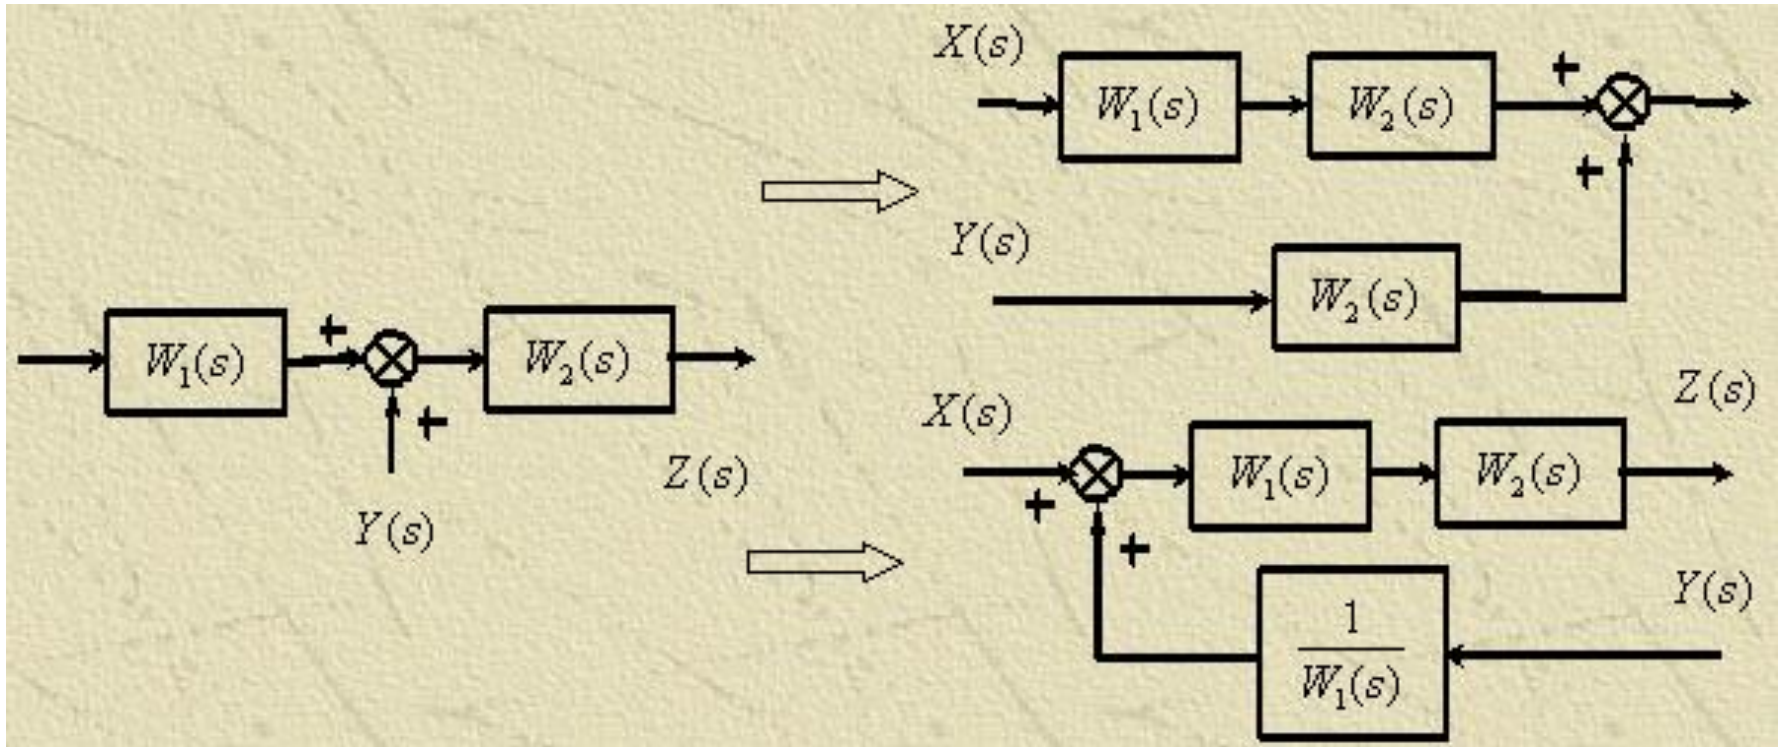 W₁(s)
+
+
W₂(s)
Y(s)
Z(s)
X(s)
W₁(s)
W₂(s)
+
+
Y(s)
W₂(s)
X(s)
+
+
W₁(s)
W₂(s)
Z(s)
1
W₁(s)
Y(s)